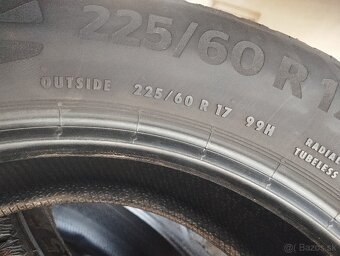 225/60 R 1
OUTSIDE 225/60 R 17 99H
RADIAL
TUBELESS
Bazos.sk